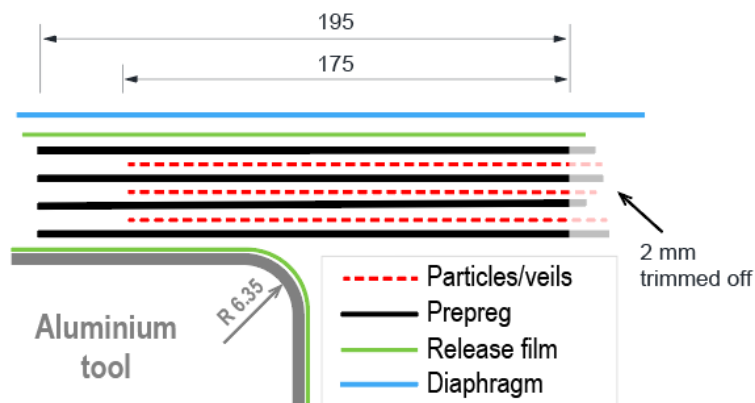 195
175
2 mm
trimmed off
R 6.35
Aluminium
tool
Particles/veils
Prepreg
Release film
Diaphragm